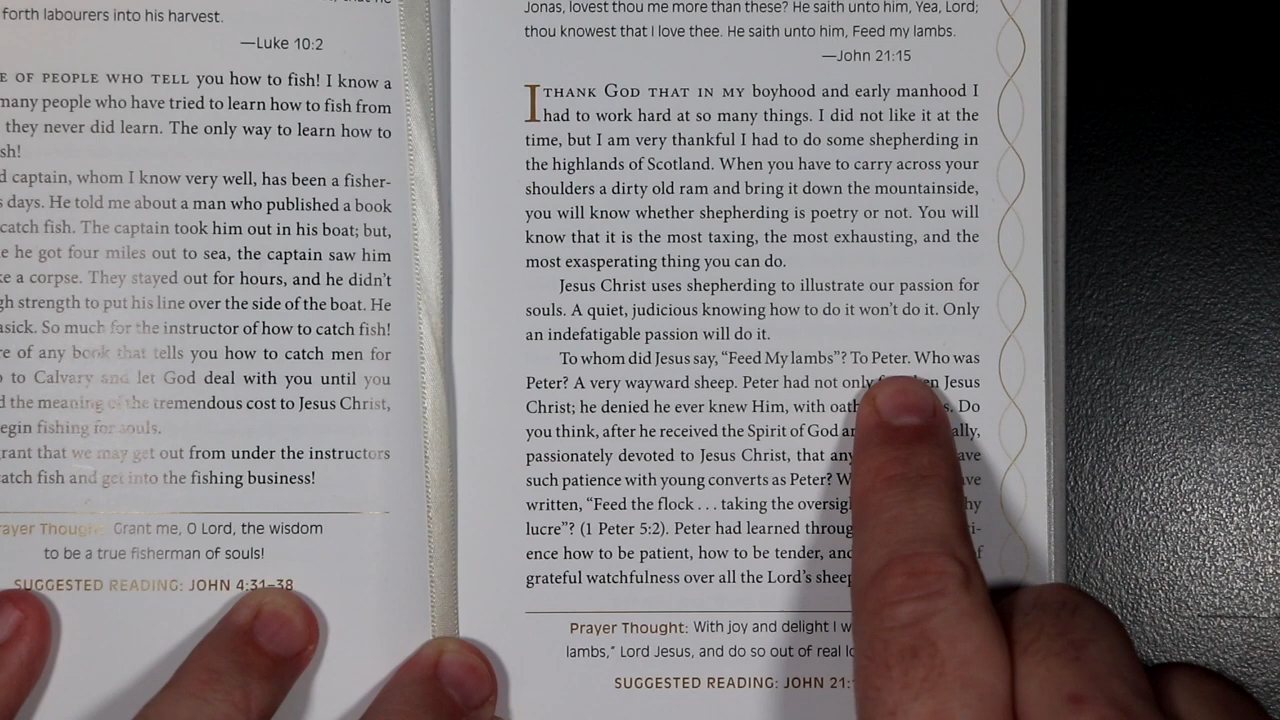 forth labourers into his harvest.
—Luke 10:2
E OF PEOPLE WHO TELL you how to fish! I know a
many people who have tried to learn how to fish from
they never did learn. The only way to learn how to
sh!
d captain, whom I know very well, has been a fisher-
s days. He told me about a man who published a book
catch fish. The captain took him out in his boat; but,
e he got four miles out to sea, the captain saw him
ke a corpse. They stayed out for hours, and he didn't
gh strength to put his line over the side of the boat. He
asick. So much for the instructor of how to catch fish!
re of any book that tells you how to catch men for
o to Calvary and let God deal with you until you
d the meaning of the tremendous cost to Jesus Christ,
egin fishing for souls.
rant that we may get out from under the instructors
atch fish and get into the fishing business!
rayer Thought: Grant me, O Lord, the wisdom
to be a true fisherman of souls!
SUGGESTED READING: JOHN 4:31–38
Jonas, lovest thou me more than these? He saith unto him, Yea, Lord;
thou knowest that I love thee. He saith unto him, Feed my lambs.
—John 21:15
I THANK GOD THAT IN MY boyhood and early manhood I
had to work hard at so many things. I did not like it at the
time, but I am very thankful I had to do some shepherding in
the highlands of Scotland. When you have to carry across your
shoulders a dirty old ram and bring it down the mountainside,
you will know whether shepherding is poetry or not. You will
know that it is the most taxing, the most exhausting, and the
most exasperating thing you can do.
Jesus Christ uses shepherding to illustrate our passion for
souls. A quiet, judicious knowing how to do it won't do it. Only
an indefatigable passion will do it.
To whom did Jesus say, "Feed My lambs"? To Peter. Who was
Peter? A very wayward sheep. Peter had not only Jesus
Christ; he denied he ever knew Him, with oath s. Do
you think, after he received the Spirit of God ally,
passionately devoted to Jesus Christ, that any ave
such patience with young converts as Peter? W ve
written, "Feed the flock . . . taking the oversig hy
lucre"? (1 Peter 5:2). Peter had learned throug i-
ence how to be patient, how to be tender, and f
grateful watchfulness over all the Lord's sheep
Prayer Thought: With joy and delight I w
lambs," Lord Jesus, and do so out of real lo
SUGGESTED READING: JOHN 21: